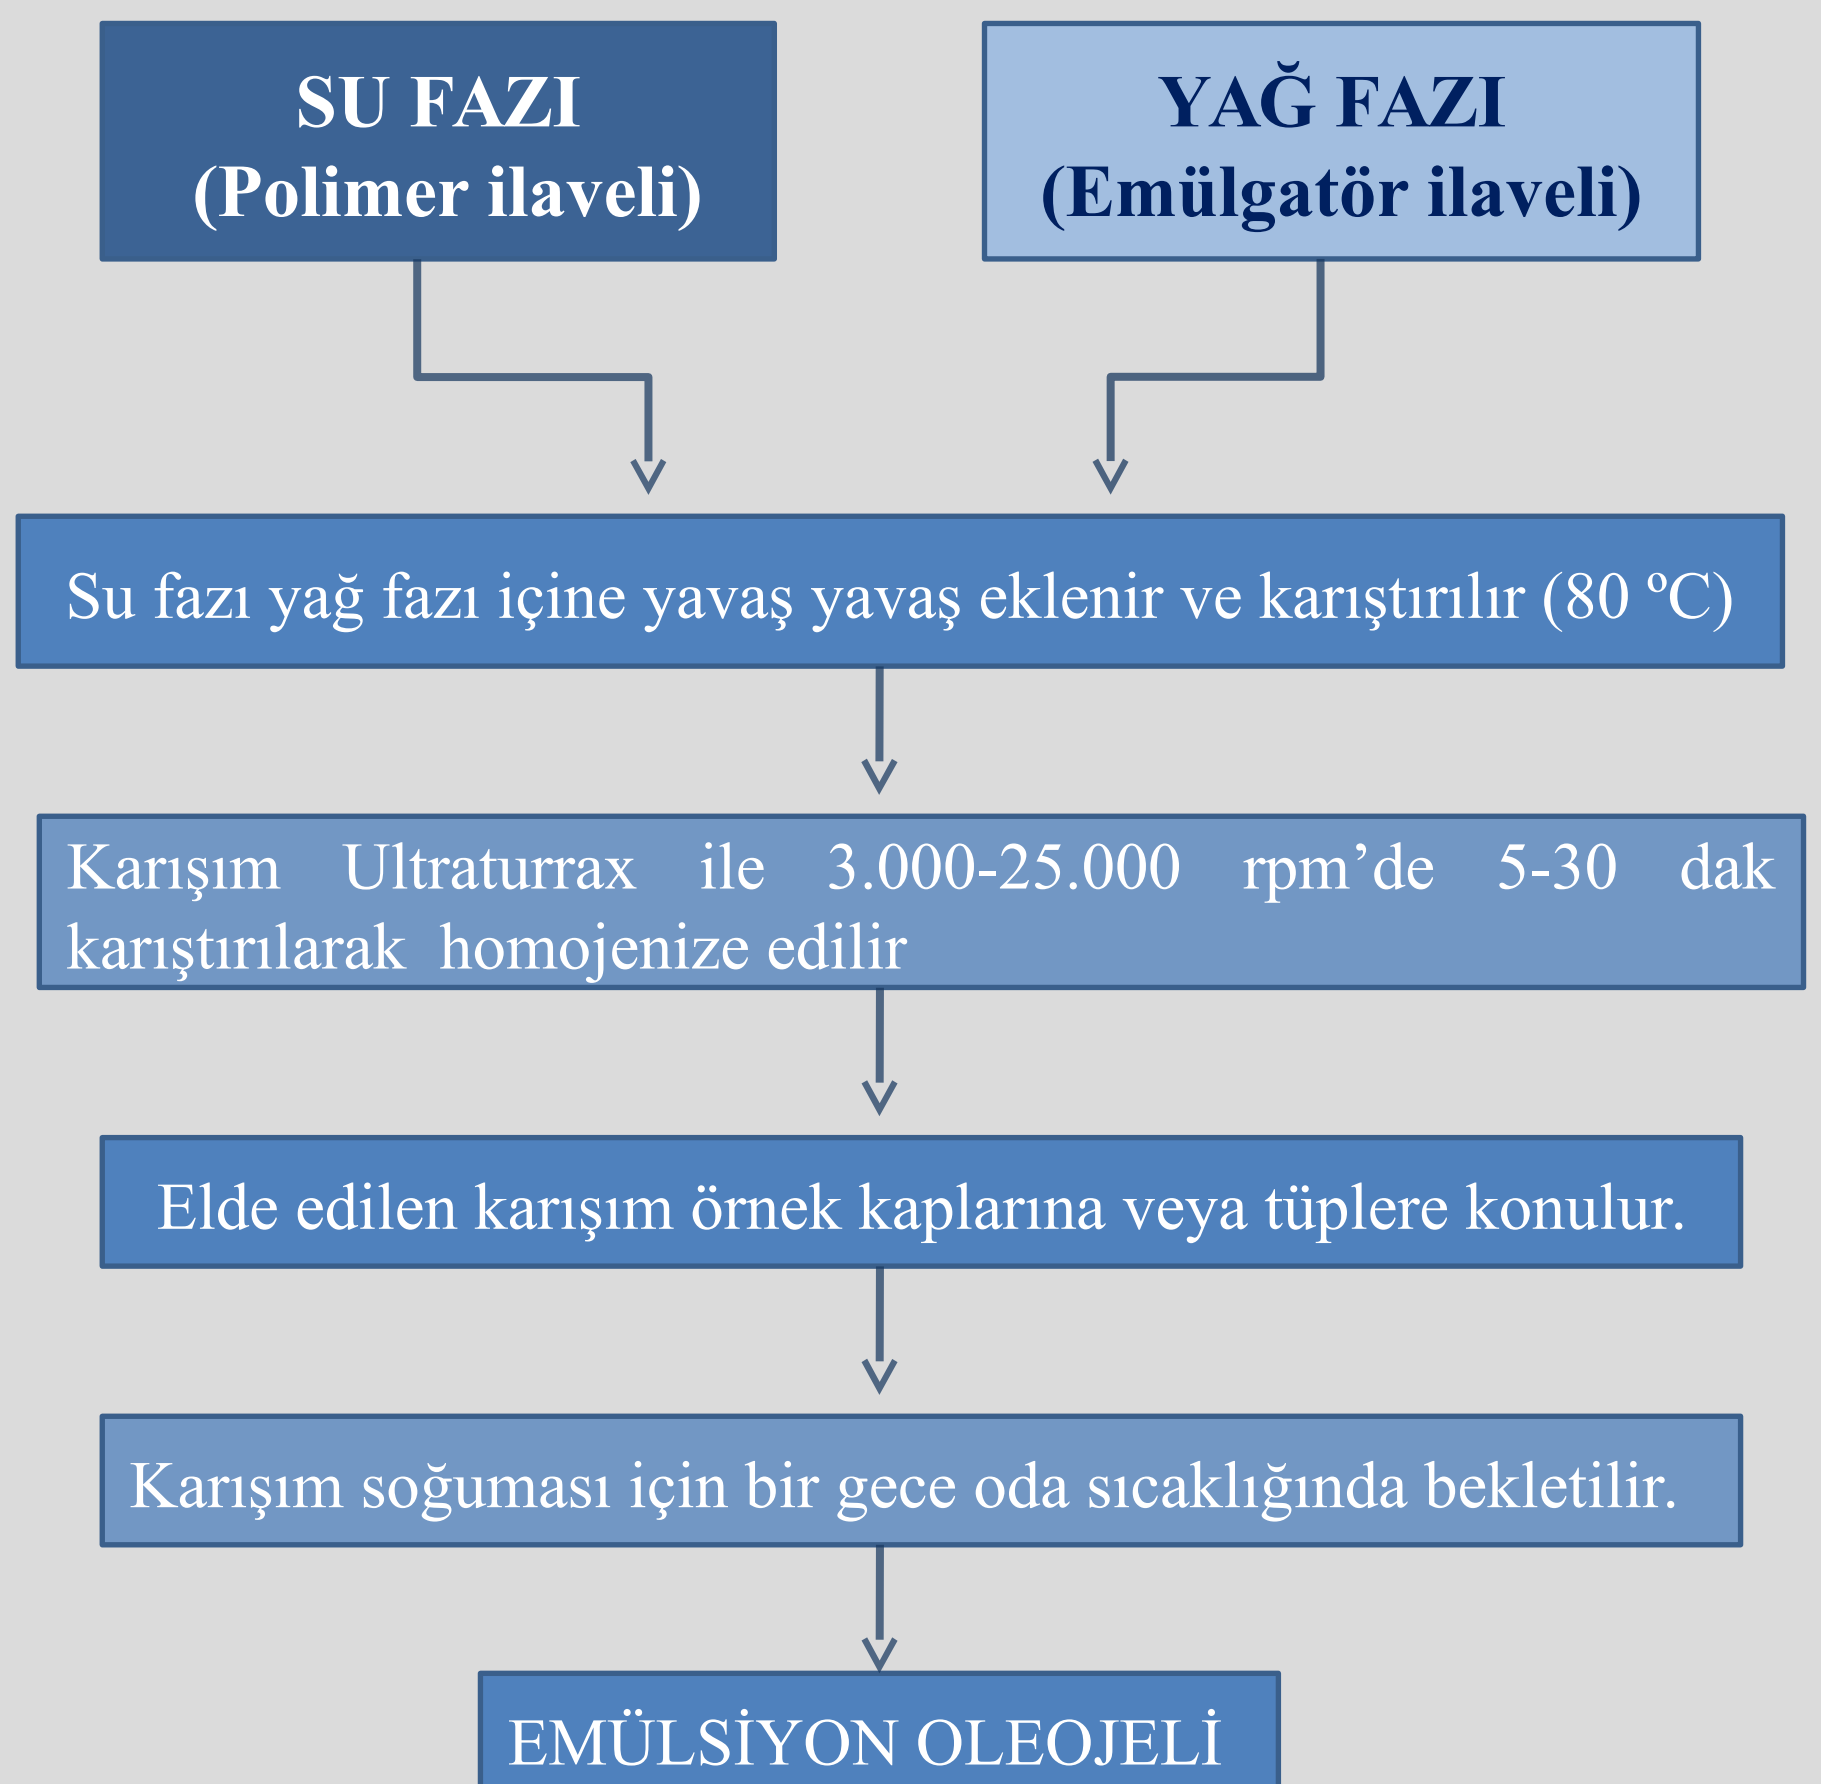 SU FAZI
(Polimer ilaveli)
YAĞ FAZI
(Emülgatör ilaveli)
Su fazı yağ fazı içine yavaş yavaş eklenir ve karıştırılır (80 ºC)
Karışım Ultraturrax ile 3.000-25.000 rpm’de 5-30 dak
karıştırılarak homojenize edilir
Elde edilen karışım örnek kaplarına veya tüplere konulur.
Karışım soğuması için bir gece oda sıcaklığında bekletilir.
EMÜLSİYON OLEOJELİ